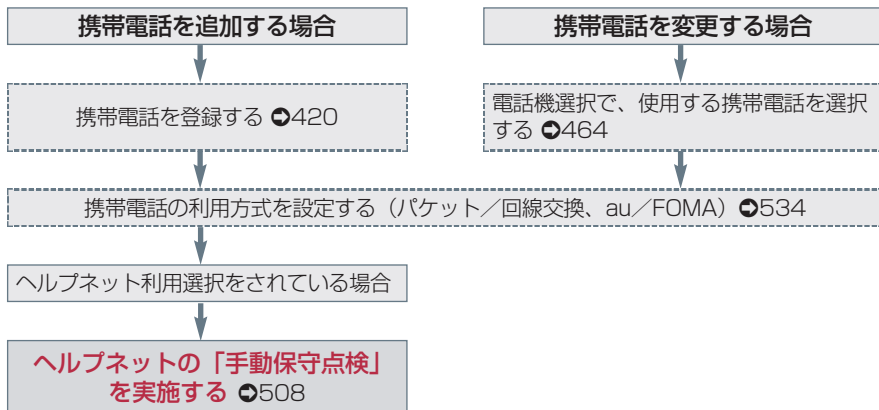 携帯電話を追加する場合
携帯電話を変更する場合
携帯電話を登録する ➲420
電話機選択で、使用する携帯電話を選択
する ➲464
携帯電話の利用方式を設定する（パケット／回線交換、au／FOMA）➲534
ヘルプネット利用選択をされている場合
ヘルプネットの「手動保守点検」
を実施する ➲508